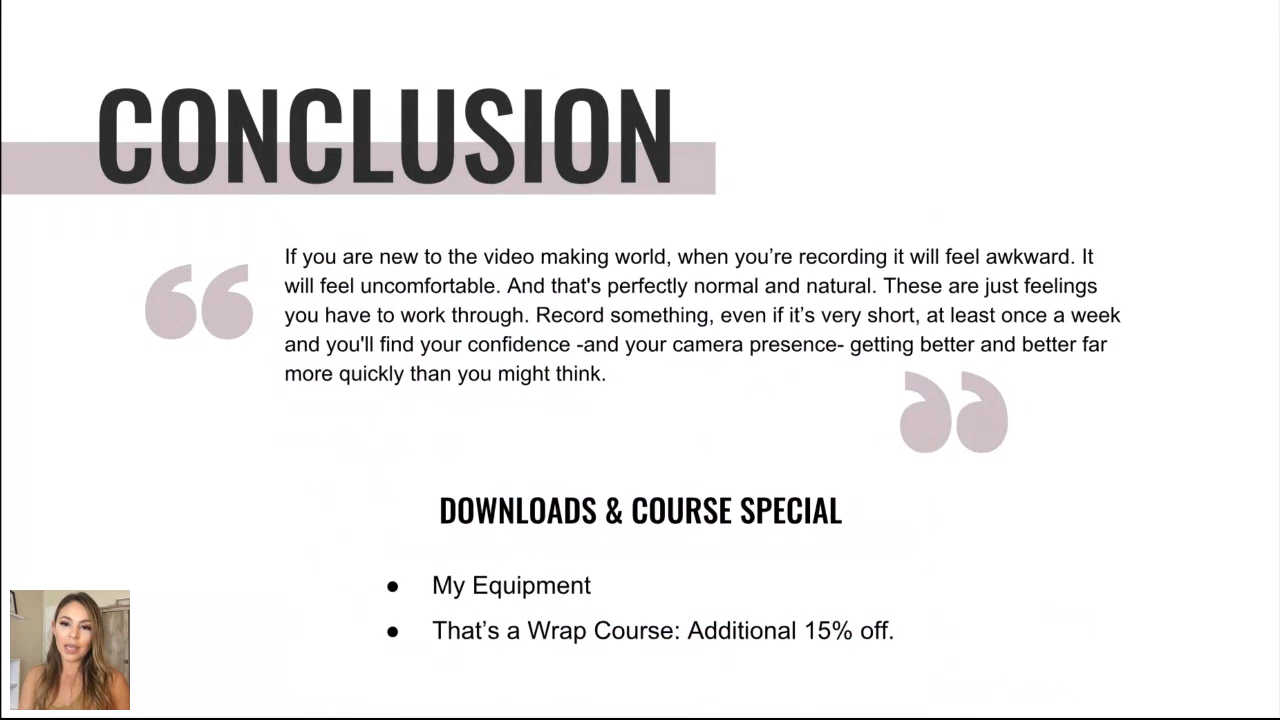 CONCLUSION
If you are new to the video making world, when you’re recording it will feel awkward. It
will feel uncomfortable. And that's perfectly normal and natural. These are just feelings
you have to work through. Record something, even if it’s very short, at least once a week
and you'll find your confidence -and your camera presence- getting better and better far
more quickly than you might think.
DOWNLOADS & COURSE SPECIAL
● My Equipment
● That’s a Wrap Course: Additional 15% off.